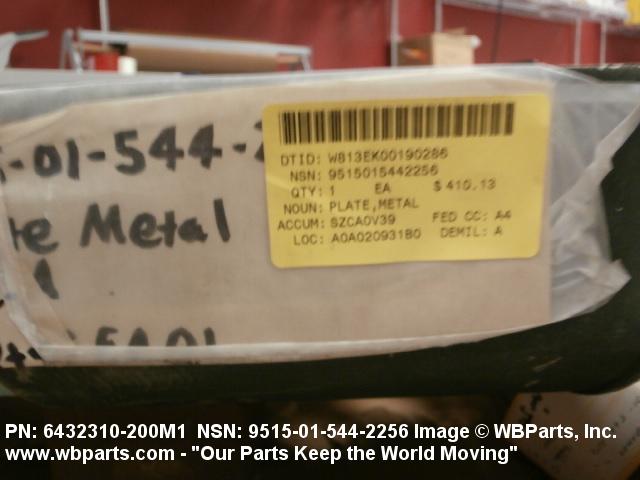 -01-544-
DTID: W813EK00190286
NSN: 9515015442256
QTY: 1 EA $ 410.13
NOUN: PLATE,METAL
ACCUM: SZCA0V39 FED CC: A4
LOC: A0A020931B0 DEMIL: A
te Metal
1
PN: 6432310-200M1 NSN: 9515-01-544-2256 Image © WBParts, Inc.
www.wbparts.com - "Our Parts Keep the World Moving"